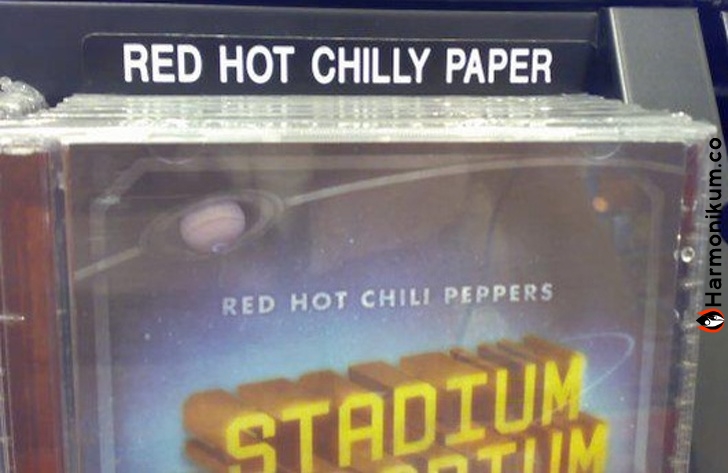 RED HOT CHILLY PAPER
RED HOT CHILI PEPPERS
STADIUM
Harmonikum.co